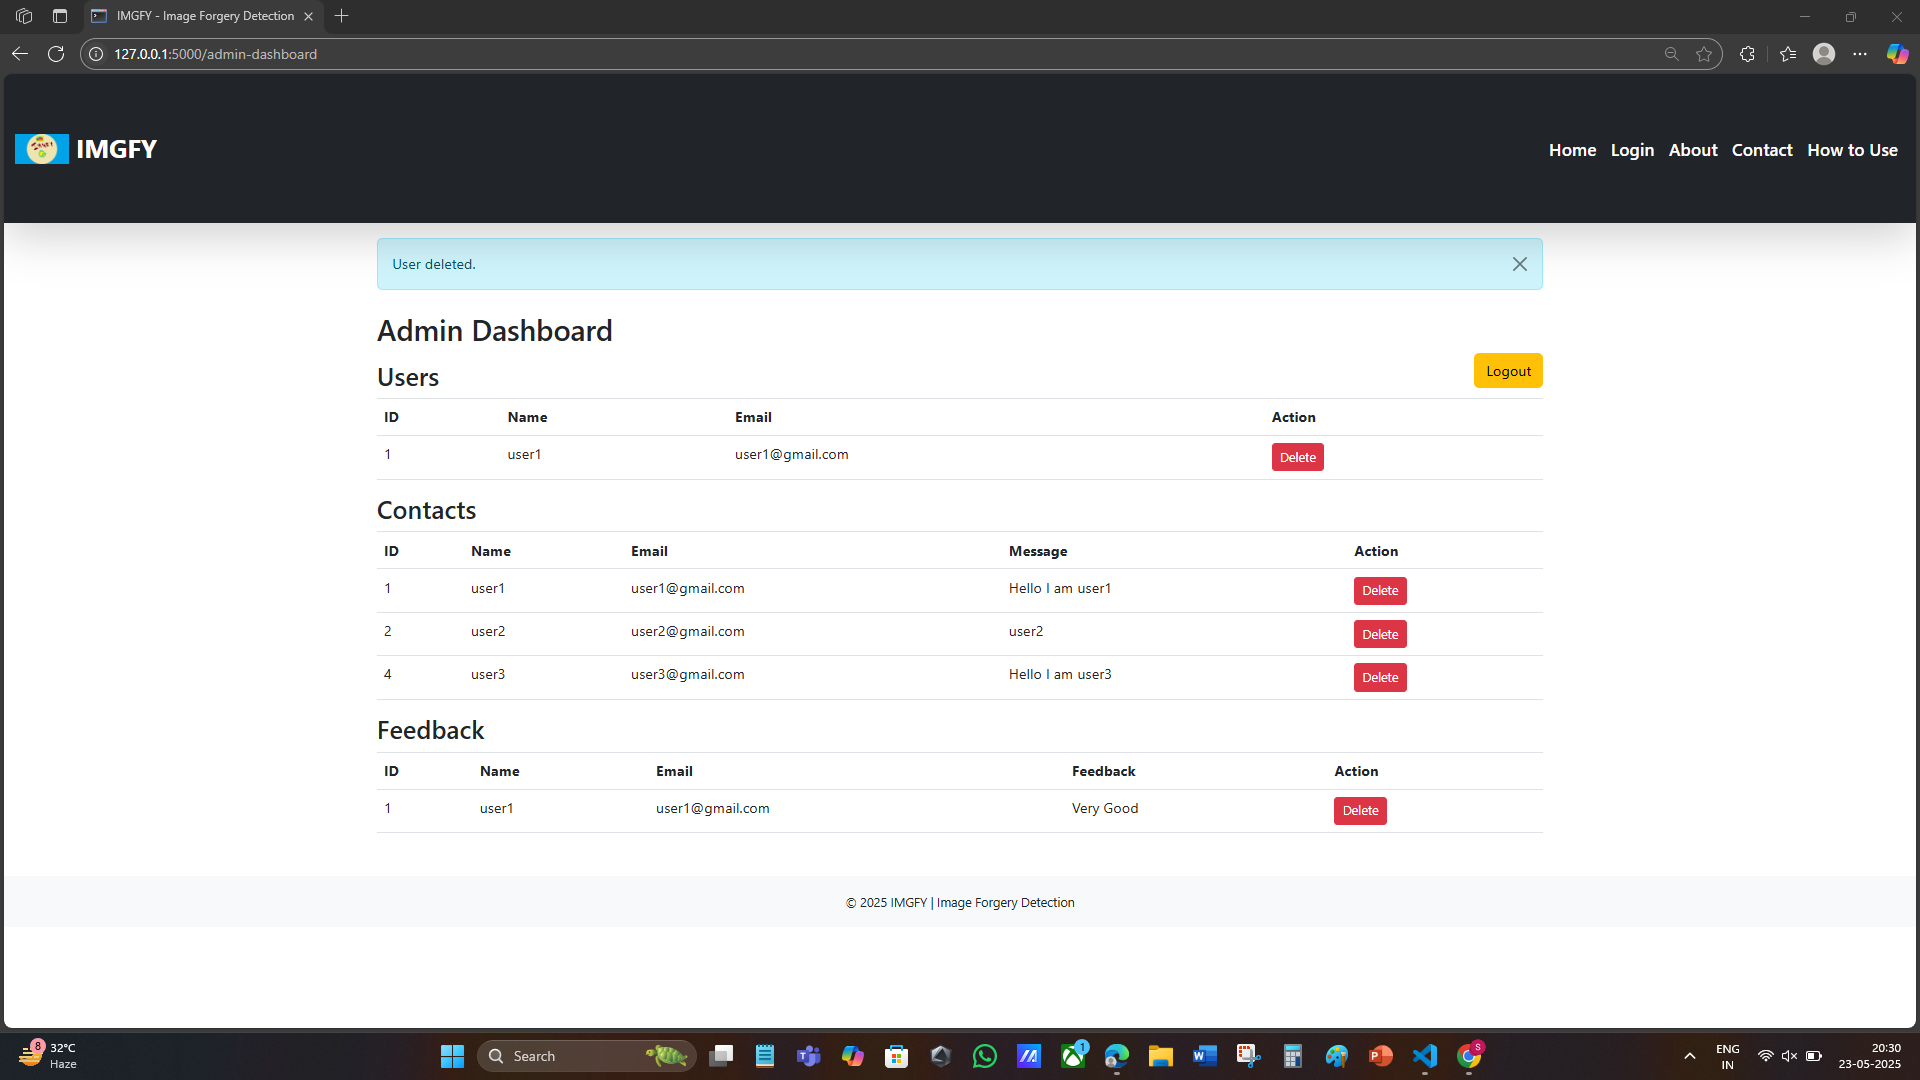 IMGFY - Image Forgery Detection
127.0.0.1:5000/admin-dashboard
IMGFY
Home Login About Contact How to Use
User deleted.
Admin Dashboard
Logout
Users
ID Name Email Action
1 user1 user1@gmail.com Delete
Contacts
ID Name Email Message Action
1 user1 user1@gmail.com Hello I am user1 Delete
2 user2 user2@gmail.com user2 Delete
4 user3 user3@gmail.com Hello I am user3 Delete
Feedback
ID Name Email Feedback Action
1 user1 user1@gmail.com Very Good Delete
© 2025 IMGFY | Image Forgery Detection
8
32°C
Haze
Search
1
S
ENG
IN
20:30
23-05-2025